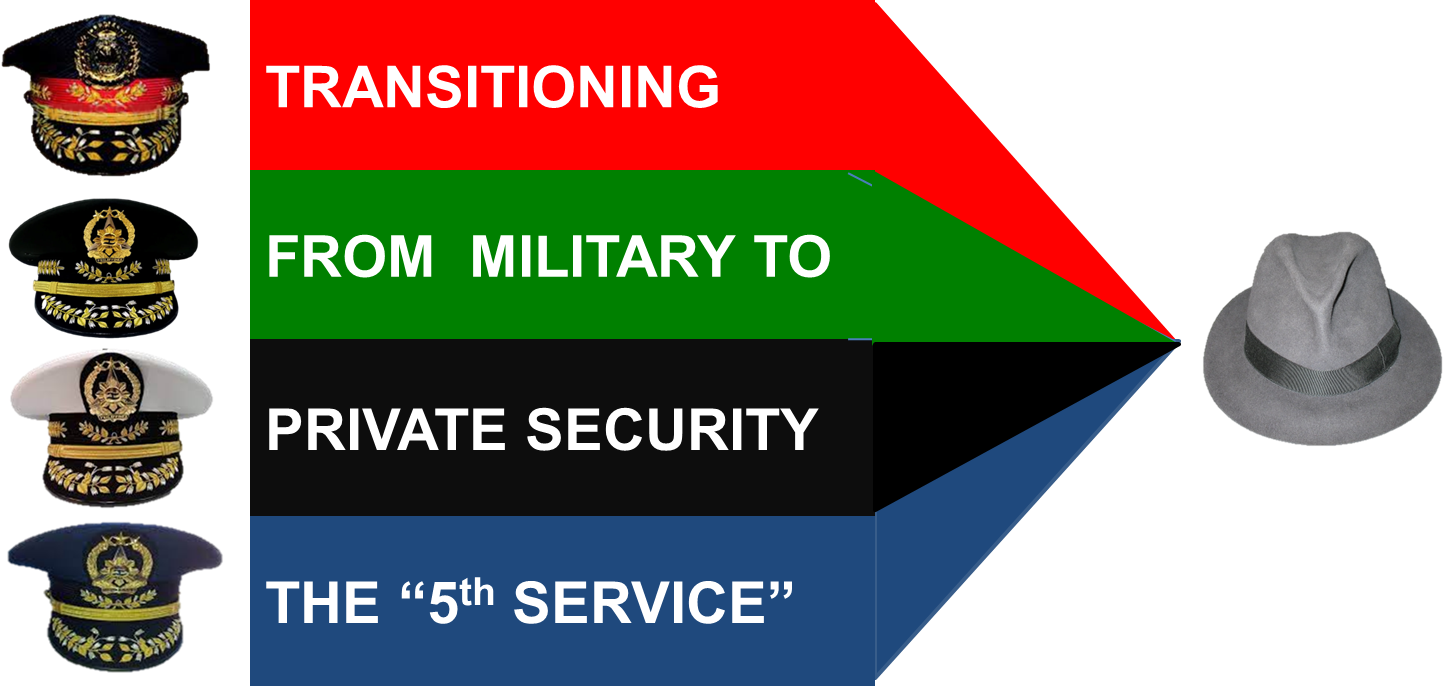 TRANSITIONING
FROM  MILITARY TO
PRIVATE SECURITY
THE “5th SERVICE”